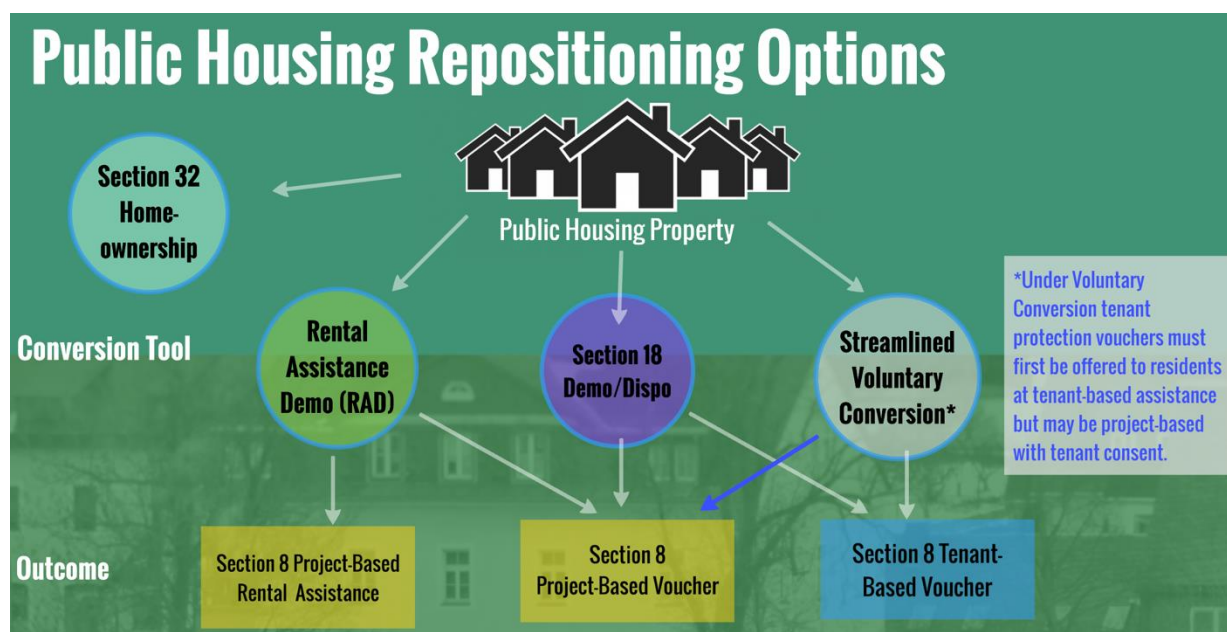 Public Housing Repositioning Options
Section 32
Home-
ownership
Public Housing Property
*Under Voluntary
Conversion tenant
protection vouchers must
first be offered to residents
at tenant-based assistance
but may be project-based
with tenant consent.
Conversion Tool
Rental
Assistance
Demo (RAD)
Section 18
Demo/Dispo
Streamlined
Voluntary
Conversion*
Outcome
Section 8 Project-Based
Rental Assistance
Section 8
Project-Based Voucher
Section 8 Tenant-
Based Voucher